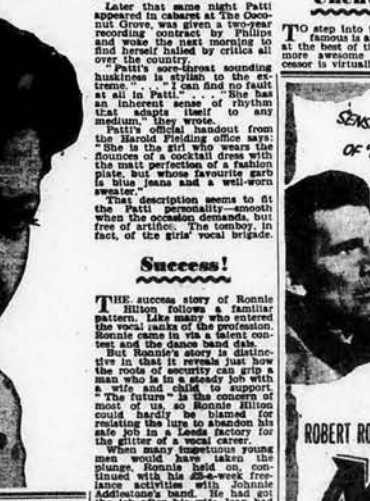 Later that same night Patti
appeared in cabaret at The Coco-
nut Grove, was given a two-year
recording contract by Philips
and woke the next morning to
find herself hailed by critics all
over the country.
"Patti's sore-throat sounding
huskiness is stylish to the ex-
treme." . . . "I can find no fault
at all in Patti." . . . "She has
an inherent sense of rhythm
that adapts itself to any
medium," they wrote.
Patti's official handout from
the Harold Fielding office says:
"She is the girl who wears the
flounces of a cocktail dress with
the matt perfection of a fashion
plate, but whose favourite garb
is blue jeans and a well-worn
sweater."
That description seems to fit
the Patti personality—smooth
when the occasion demands, but
free of artifice. The tomboy, in
fact, of the girls' vocal brigade.
Success!
THE success story of Ronnie
Hilton follows a familiar
pattern. Like many who entered
the vocal ranks of the profession,
Ronnie came in via a talent con-
test and the dance band dais.
But Ronnie's story is distinc-
tive in that it reveals just how
the roots of security can grip a
man who is in a steady job with
a wife and child to support.
"The future" is the concern of
most of us, so Ronnie Hilton
could hardly be blamed for
resisting the lure to abandon his
safe job in a Leeds factory for
the glitter of a vocal career.
When many impetuous young
men would have taken the
plunge, Ronnie held on, con-
tinued with his free-
lance activities with Johnnie
Addlestone's band. He had got
TO step into t
famous is a
at the best of t
more awesome
cessor is virtuall
SENS
OF "
ROBERT RO